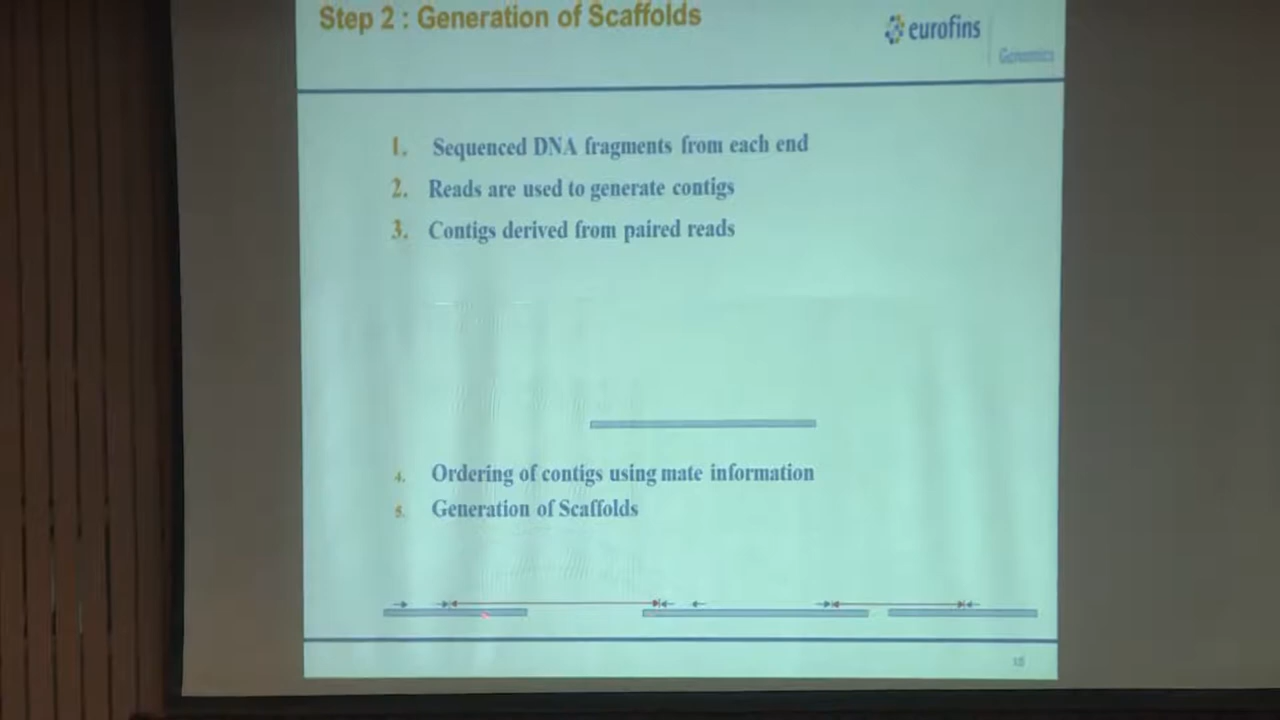 Step 2 : Generation of Scaffolds
eurofins
Genomics
1. Sequenced DNA fragments from each end
2. Reads are used to generate contigs
3. Contigs derived from paired reads
4. Ordering of contigs using mate information
5. Generation of Scaffolds